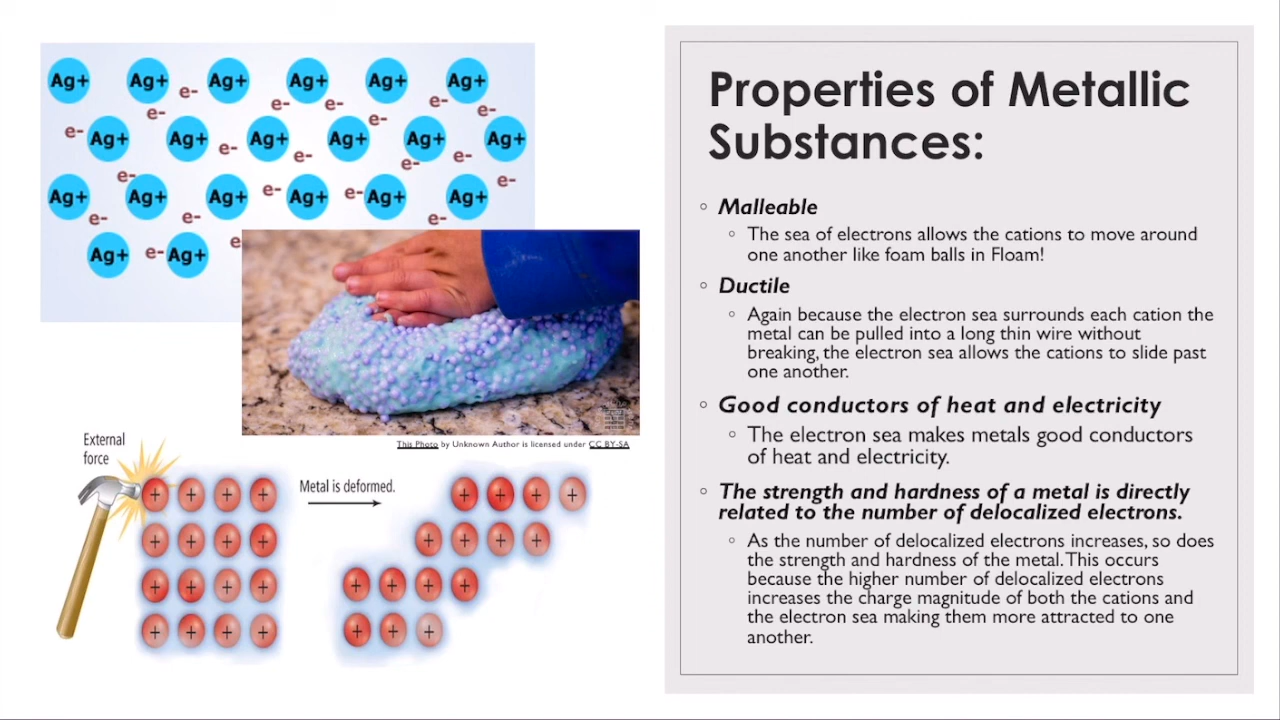 Ag+ Ag+ Ag+ Ag+ Ag+ Ag+
e- e- e- e- e-
e- e- e-
Ag+ Ag+ Ag+ Ag+ Ag+ Ag+
e- e- e- e- e-
e- e-
Ag+ Ag+ Ag+ Ag+ Ag+ Ag+
e- e-
e- e- e-
Ag+ e- Ag+ e
This Photo by Unknown Author is licensed under CC BY-SA
External
force
Metal is deformed.
+ + + + + + + +
+ + + + + + + +
+ + + + + + + +
+ + + + + + +
Properties of Metallic
Substances:
Malleable
The sea of electrons allows the cations to move around
one another like foam balls in Floam!
Ductile
Again because the electron sea surrounds each cation the
metal can be pulled into a long thin wire without
breaking, the electron sea allows the cations to slide past
one another.
Good conductors of heat and electricity
The electron sea makes metals good conductors
of heat and electricity.
The strength and hardness of a metal is directly
related to the number of delocalized electrons.
As the number of delocalized electrons increases, so does
the strength and hardness of the metal. This occurs
because the higher number of delocalized electrons
increases the charge magnitude of both the cations and
the electron sea making them more attracted to one
another.